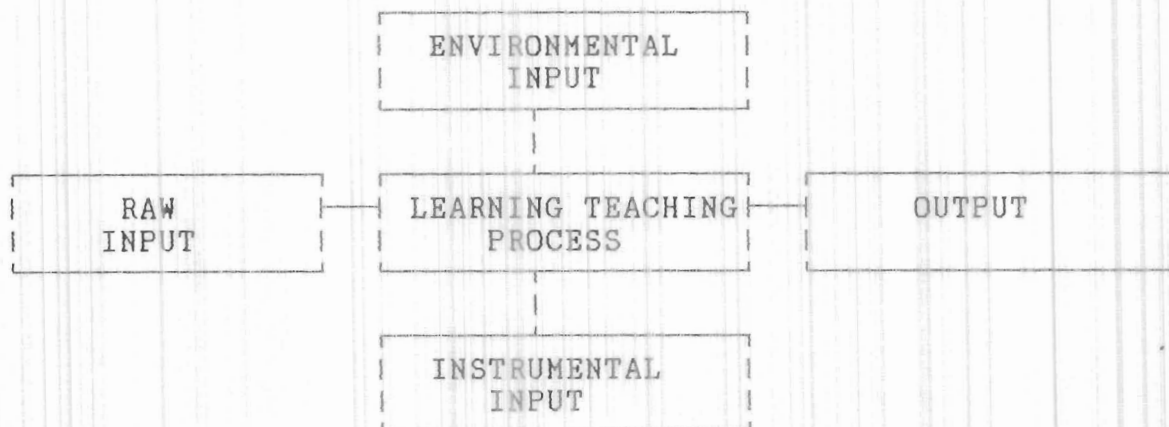 ENVIRONMENTAL
INPUT
RAW
INPUT
LEARNING TEACHING
PROCESS
OUTPUT
INSTRUMENTAL
INPUT